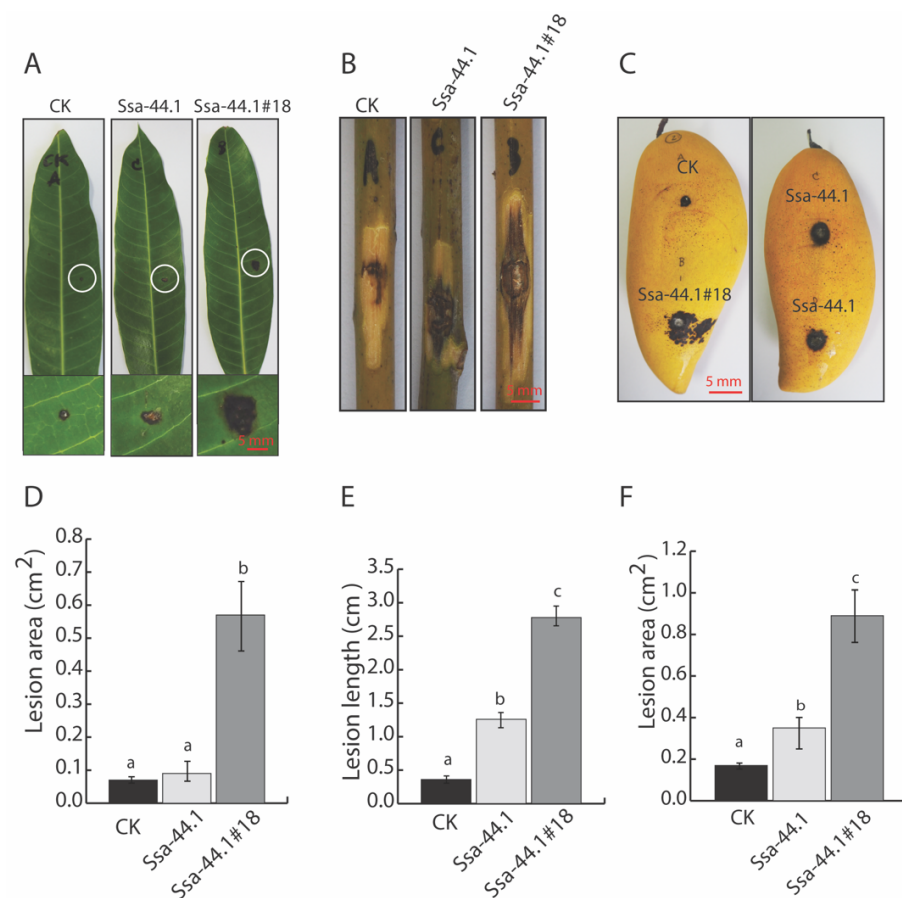 A
CK
Ssa-44.1
Ssa-44.1#18
CK
A
C
B
5 mm
B
CK
Ssa-44.1
Ssa-44.1#18
A
C
B
5 mm
C
A
A
CK
B
Ssa-44.1#18
5 mm
C
Ssa-44.1
Ssa-44.1
D
Lesion area (cm2)
0.8
0.7
0.6
0.5
0.4
0.3
0.2
0.1
0.0
a
a
b
CK
Ssa-44.1
Ssa-44.1#18
E
Lesion length (cm)
3.5
3.0
2.5
2.0
1.5
1.0
0.5
0.0
a
b
c
CK
Ssa-44.1
Ssa-44.1#18
F
Lesion area (cm2)
1.2
1.0
0.8
0.6
0.4
0.2
0.0
a
b
c
CK
Ssa-44.1
Ssa-44.1#18